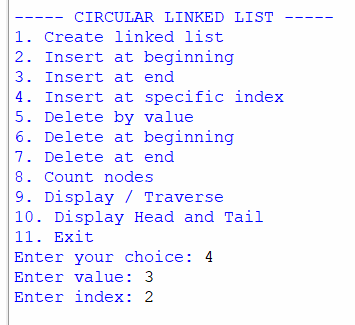 ----- CIRCULAR LINKED LIST -----
1. Create linked list
2. Insert at beginning
3. Insert at end
4. Insert at specific index
5. Delete by value
6. Delete at beginning
7. Delete at end
8. Count nodes
9. Display / Traverse
10. Display Head and Tail
11. Exit
Enter your choice: 4
Enter value: 3
Enter index: 2